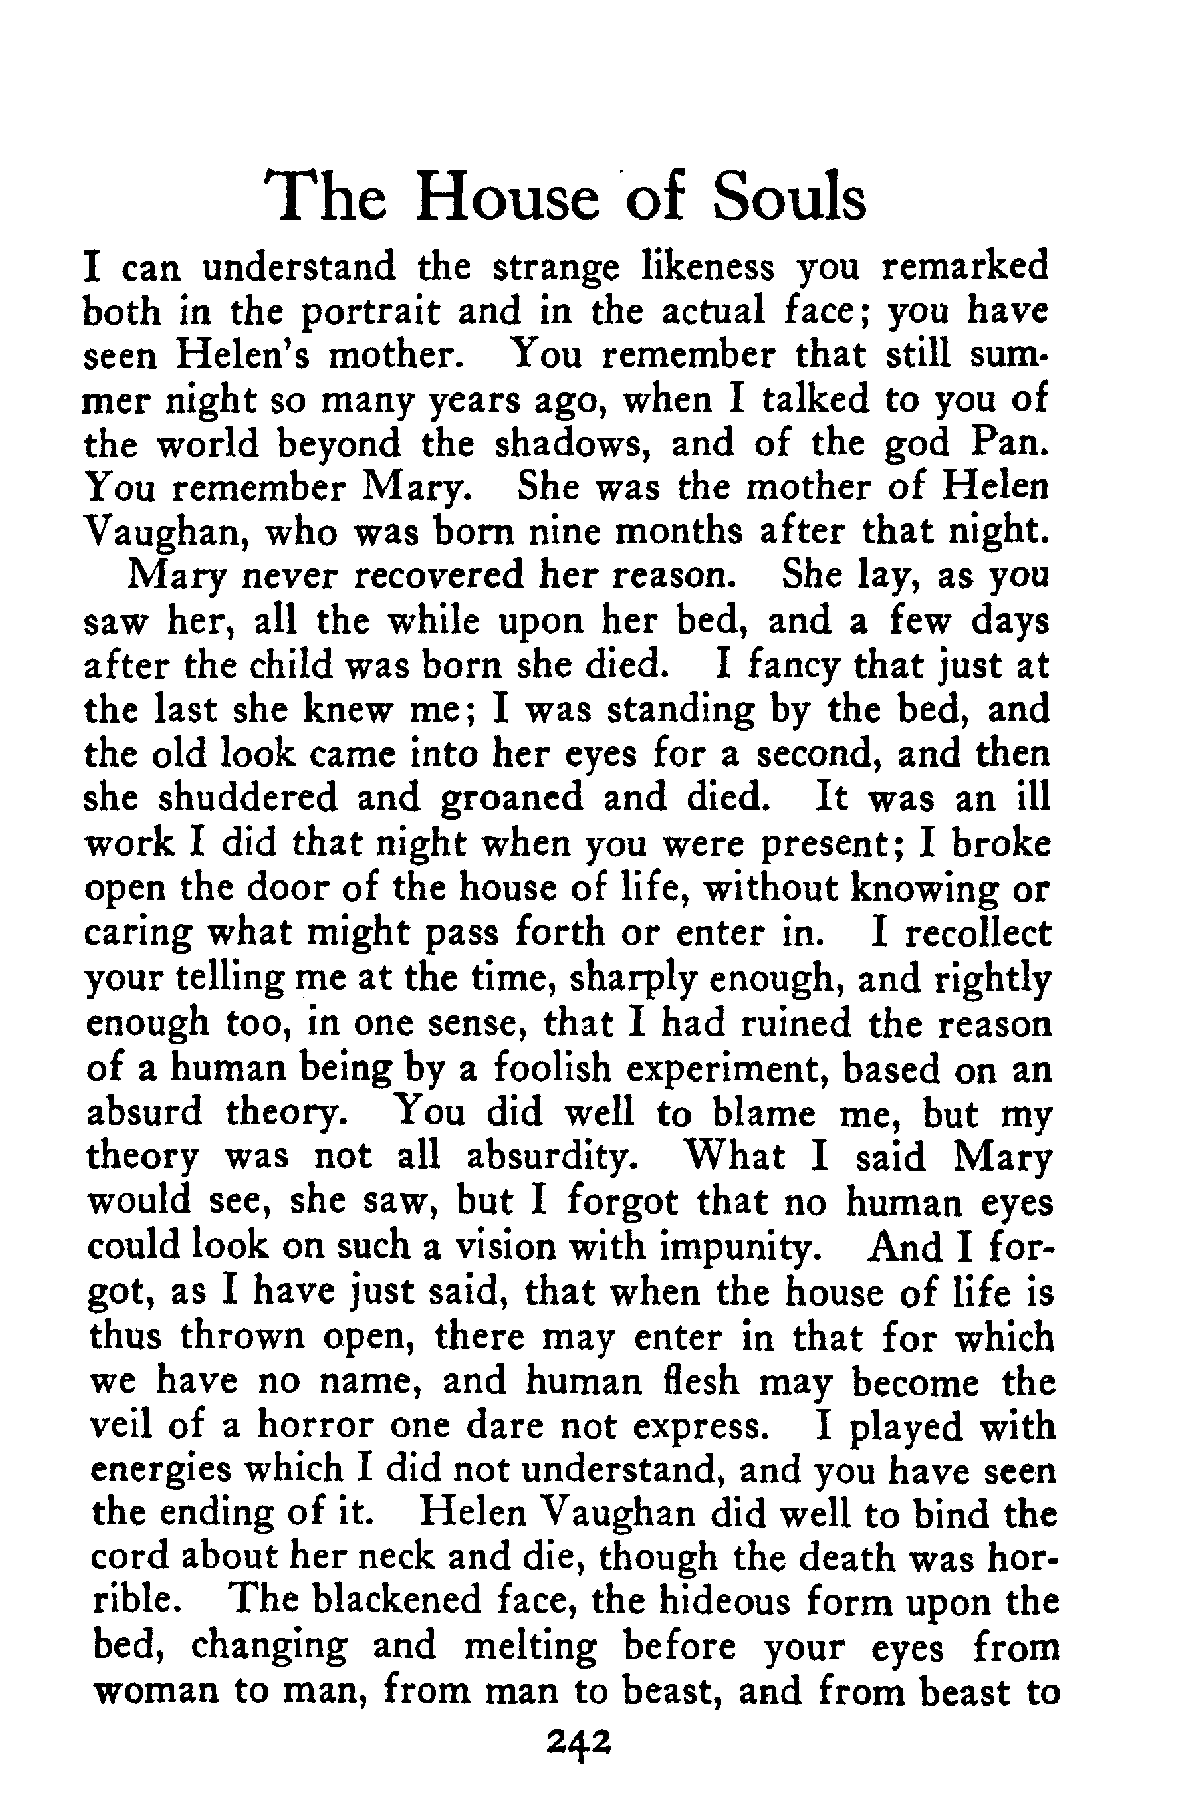 The House of Souls
I can understand the strange likeness you remarked
both in the portrait and in the actual face; you have
seen Helen's mother. You remember that still sum-
mer night so many years ago, when I talked to you of
the world beyond the shadows, and of the god Pan.
You remember Mary. She was the mother of Helen
Vaughan, who was born nine months after that night.
Mary never recovered her reason. She lay, as you
saw her, all the while upon her bed, and a few days
after the child was born she died. I fancy that just at
the last she knew me; I was standing by the bed, and
the old look came into her eyes for a second, and then
she shuddered and groaned and died. It was an ill
work I did that night when you were present; I broke
open the door of the house of life, without knowing or
caring what might pass forth or enter in. I recollect
your telling me at the time, sharply enough, and rightly
enough too, in one sense, that I had ruined the reason
of a human being by a foolish experiment, based on an
absurd theory. You did well to blame me, but my
theory was not all absurdity. What I said Mary
would see, she saw, but I forgot that no human eyes
could look on such a vision with impunity. And I for-
got, as I have just said, that when the house of life is
thus thrown open, there may enter in that for which
we have no name, and human flesh may become the
veil of a horror one dare not express. I played with
energies which I did not understand, and you have seen
the ending of it. Helen Vaughan did well to bind the
cord about her neck and die, though the death was hor-
rible. The blackened face, the hideous form upon the
bed, changing and melting before your eyes from
woman to man, from man to beast, and from beast to
242